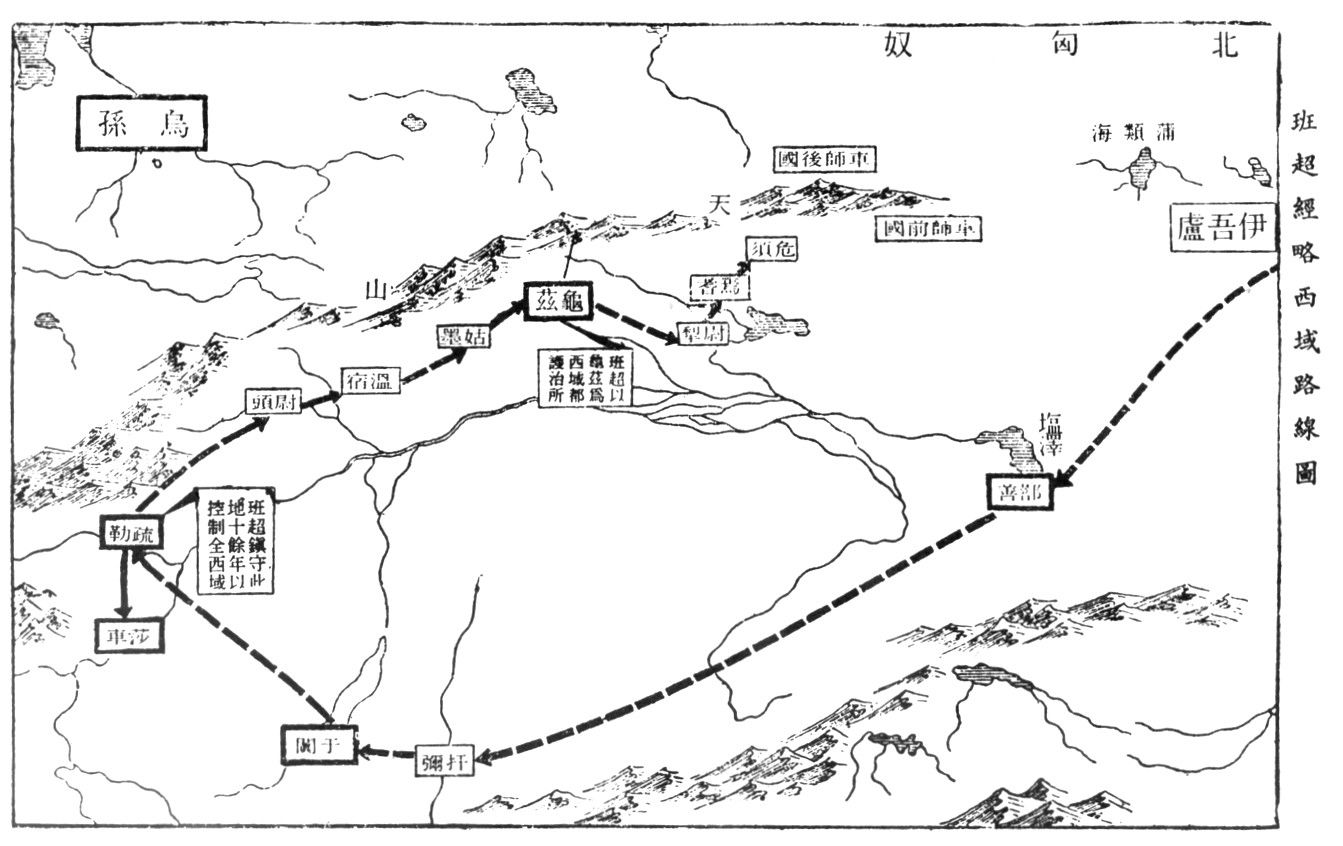 班超經略西域路線圖
北匈奴
蒲類海
伊吾盧
車師後國
車師前國
天山
烏孫
危須
焉耆
尉犁
龜茲
班超以
龜茲為
西域都
護治所
姑墨
溫宿
尉頭
疏勒
班超鎮守此
地十餘年以
控制全西域
莎車
于闐
扜彌
鄯善
塩澤